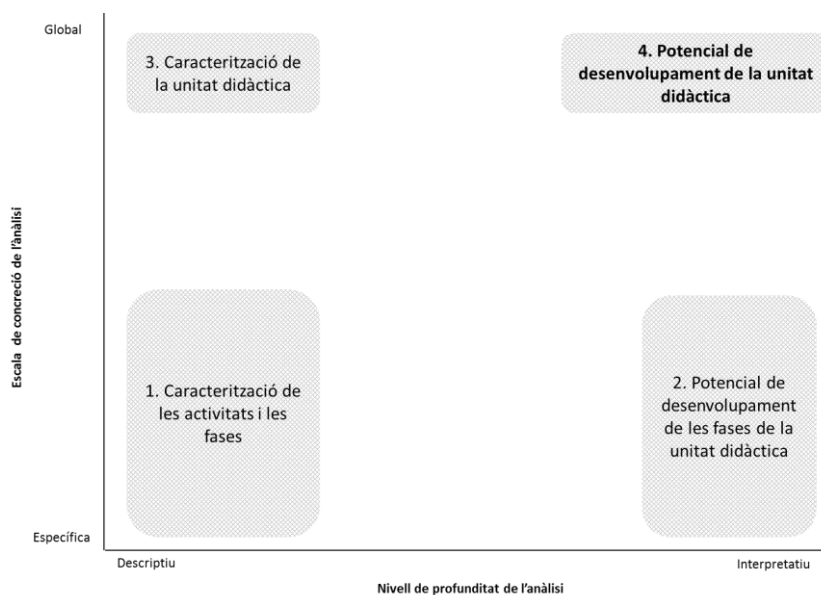 Global
3. Caracterització de
la unitat didàctica
4. Potencial de
desenvolupament de la unitat
didàctica
Escala de concreció de l'anàlisi
1. Caracterització de
les activitats i les
fases
2. Potencial de
desenvolupament
de les fases de la
unitat didàctica
Específica
Descriptiu
Interpretatiu
Nivell de profunditat de l'anàlisi